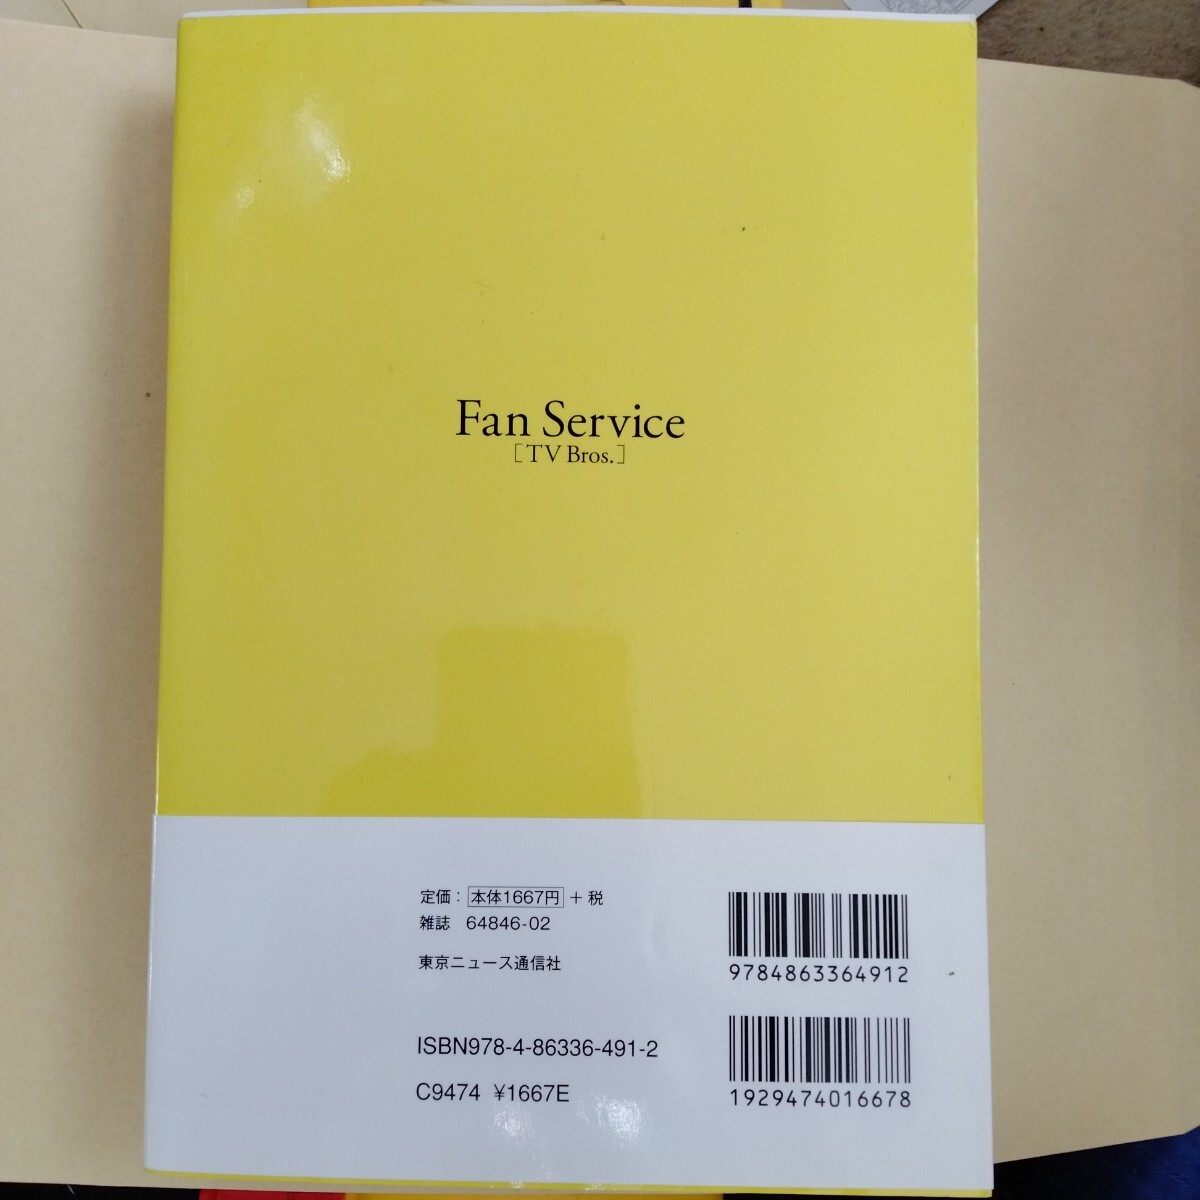 Fan Service
[TV Bros.]
定価：本体1667円＋税
雑誌 64846-02
東京ニュース通信社
9784863364912
ISBN978-4-86336-491-2
C9474 ¥1667E
1929474016678